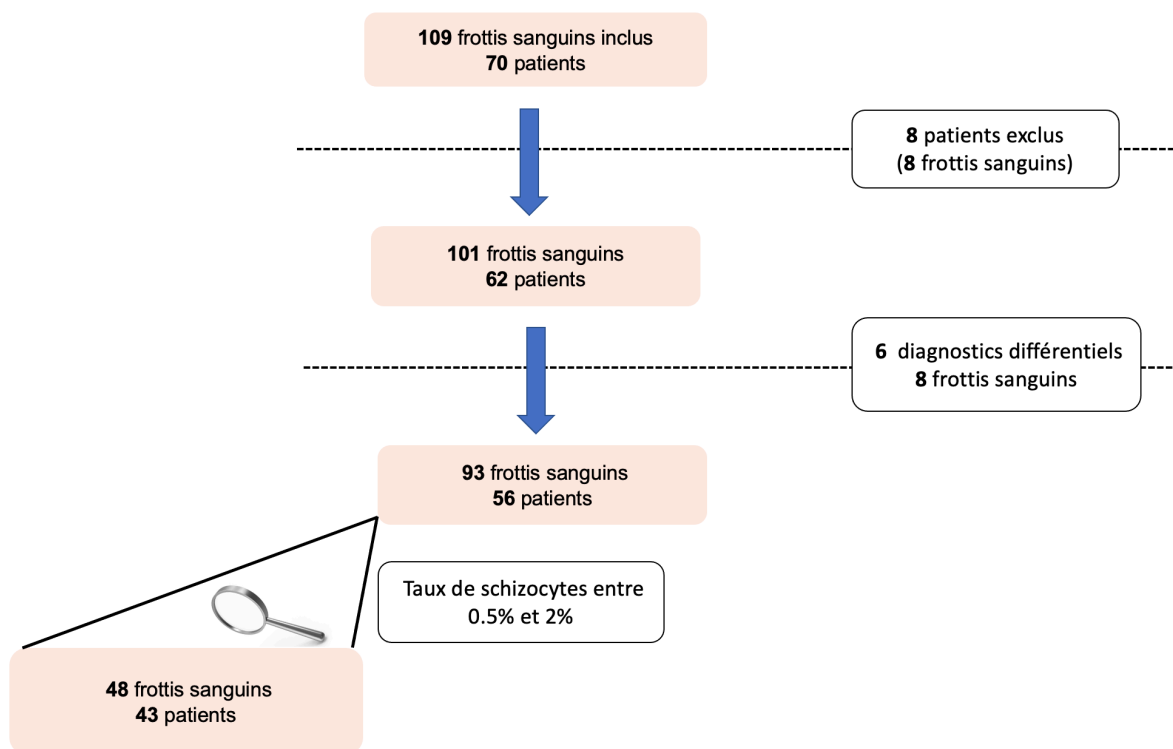 109 frottis sanguins inclus
70 patients
8 patients exclus
(8 frottis sanguins)
101 frottis sanguins
62 patients
6 diagnostics différentiels
8 frottis sanguins
93 frottis sanguins
56 patients
Taux de schizocytes entre
0.5% et 2%
48 frottis sanguins
43 patients